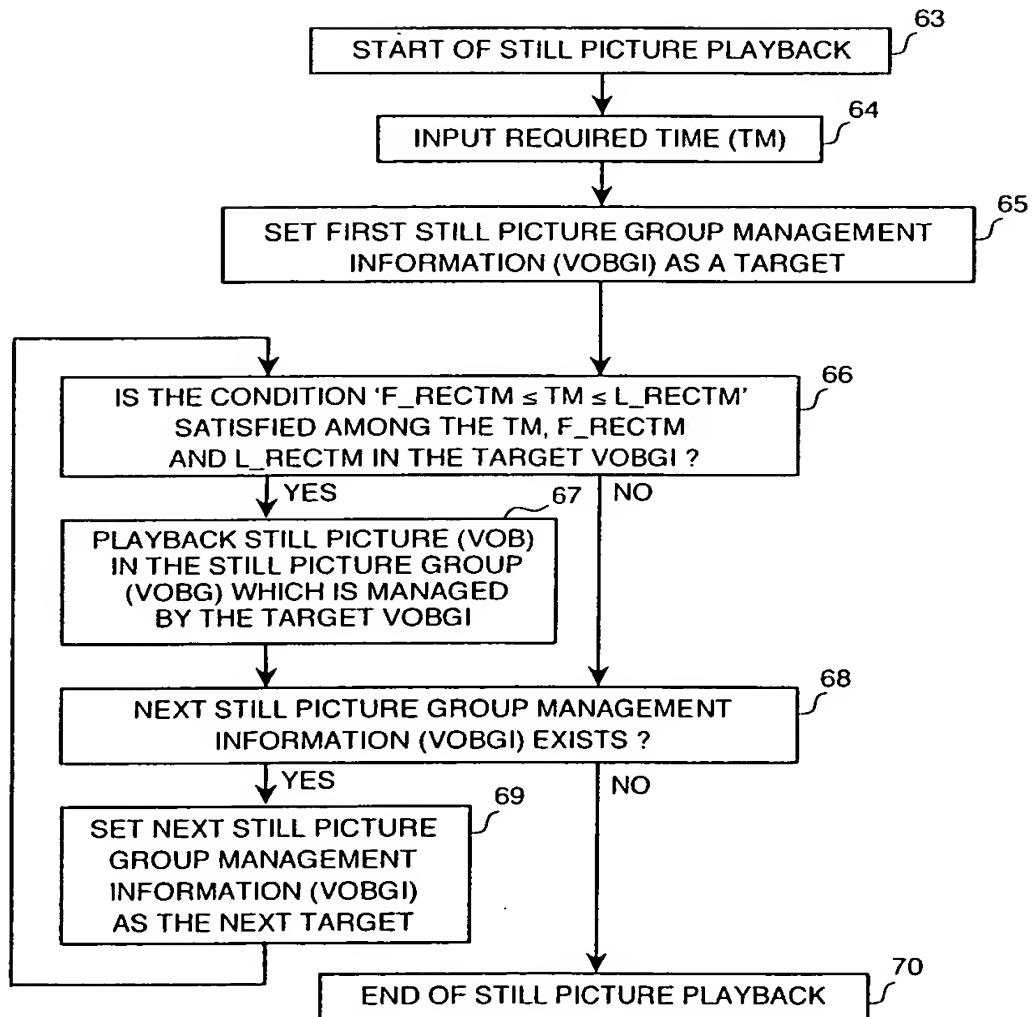 63
START OF STILL PICTURE PLAYBACK
64
INPUT REQUIRED TIME (TM)
65
SET FIRST STILL PICTURE GROUP MANAGEMENT
INFORMATION (VOBGI) AS A TARGET
66
IS THE CONDITION 'F_RECTM ≤ TM ≤ L_RECTM'
SATISFIED AMONG THE TM, F_RECTM
AND L_RECTM IN THE TARGET VOBGI ?
YES
NO
67
PLAYBACK STILL PICTURE (VOB)
IN THE STILL PICTURE GROUP
(VOBG) WHICH IS MANAGED
BY THE TARGET VOBGI
68
NEXT STILL PICTURE GROUP MANAGEMENT
INFORMATION (VOBGI) EXISTS ?
YES
NO
69
SET NEXT STILL PICTURE
GROUP MANAGEMENT
INFORMATION (VOBGI)
AS THE NEXT TARGET
70
END OF STILL PICTURE PLAYBACK